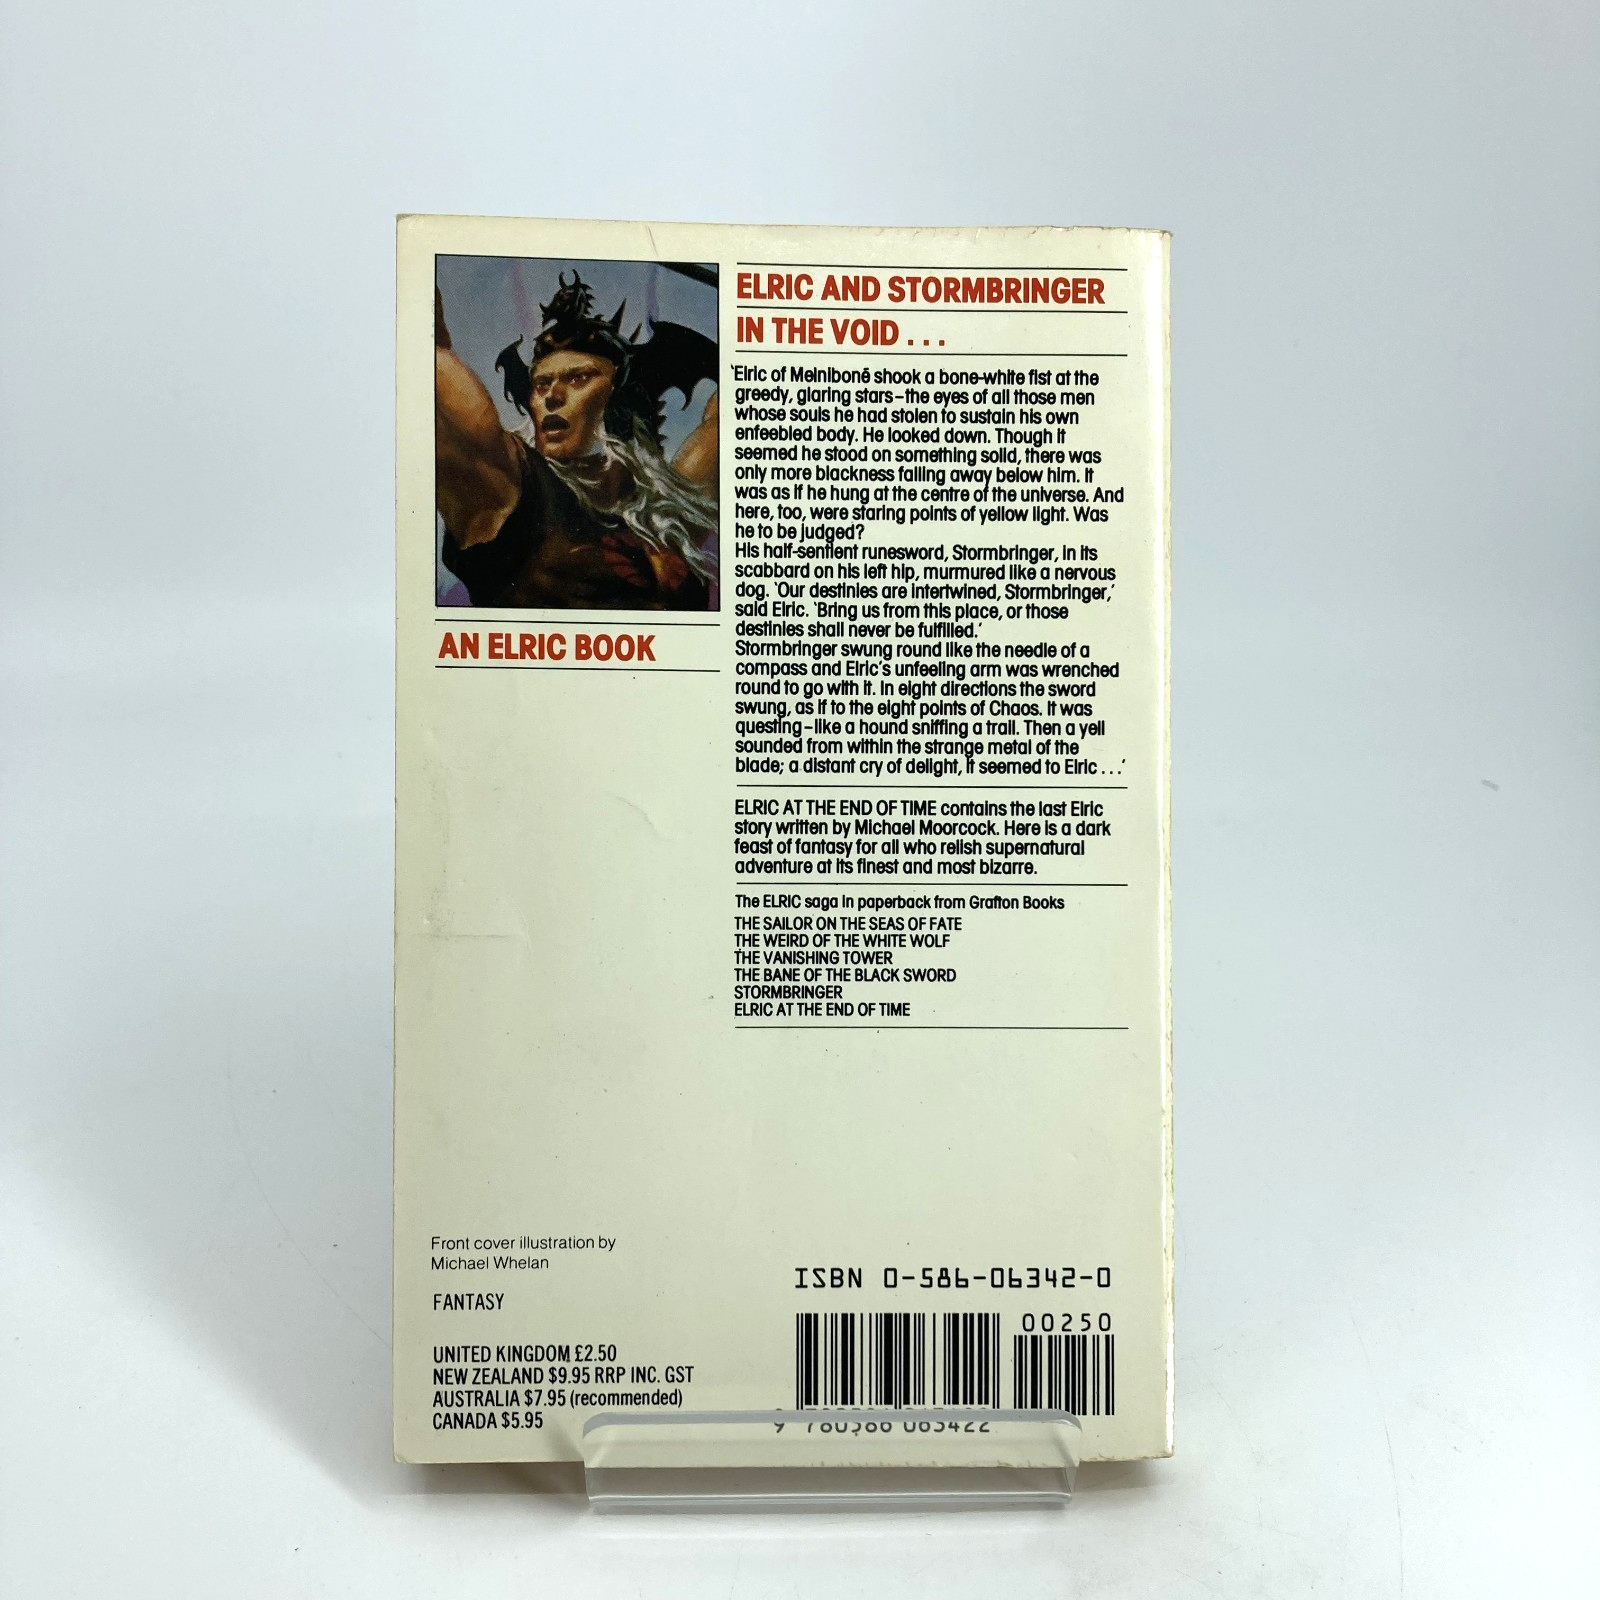 ELRIC AND STORMBRINGER
IN THE VOID . . .
'Elric of Melniboné shook a bone-white fist at the
greedy, glaring stars–the eyes of all those men
whose souls he had stolen to sustain his own
enfeebled body. He looked down. Though it
seemed he stood on something solid, there was
only more blackness falling away below him. It
was as if he hung at the centre of the universe. And
here, too, were staring points of yellow light. Was
he to be judged?
His half-sentient runesword, Stormbringer, in its
scabbard on his left hip, murmured like a nervous
dog. 'Our destinies are intertwined, Stormbringer,'
said Elric. 'Bring us from this place, or those
destinies shall never be fulfilled.'
Stormbringer swung round like the needle of a
compass and Elric's unfeeling arm was wrenched
round to go with it. In eight directions the sword
swung, as if to the eight points of Chaos. It was
questing–like a hound sniffing a trail. Then a yell
sounded from within the strange metal of the
blade; a distant cry of delight, it seemed to Elric . . .'
AN ELRIC BOOK
ELRIC AT THE END OF TIME contains the last Elric
story written by Michael Moorcock. Here is a dark
feast of fantasy for all who relish supernatural
adventure at its finest and most bizarre.
The ELRIC saga in paperback from Grafton Books
THE SAILOR ON THE SEAS OF FATE
THE WEIRD OF THE WHITE WOLF
THE VANISHING TOWER
THE BANE OF THE BLACK SWORD
STORMBRINGER
ELRIC AT THE END OF TIME
Front cover illustration by
Michael Whelan
FANTASY
UNITED KINGDOM £2.50
NEW ZEALAND $9.95 RRP INC. GST
AUSTRALIA $7.95 (recommended)
CANADA $5.95
ISBN 0-586-06342-0
00250
9 780586 063422